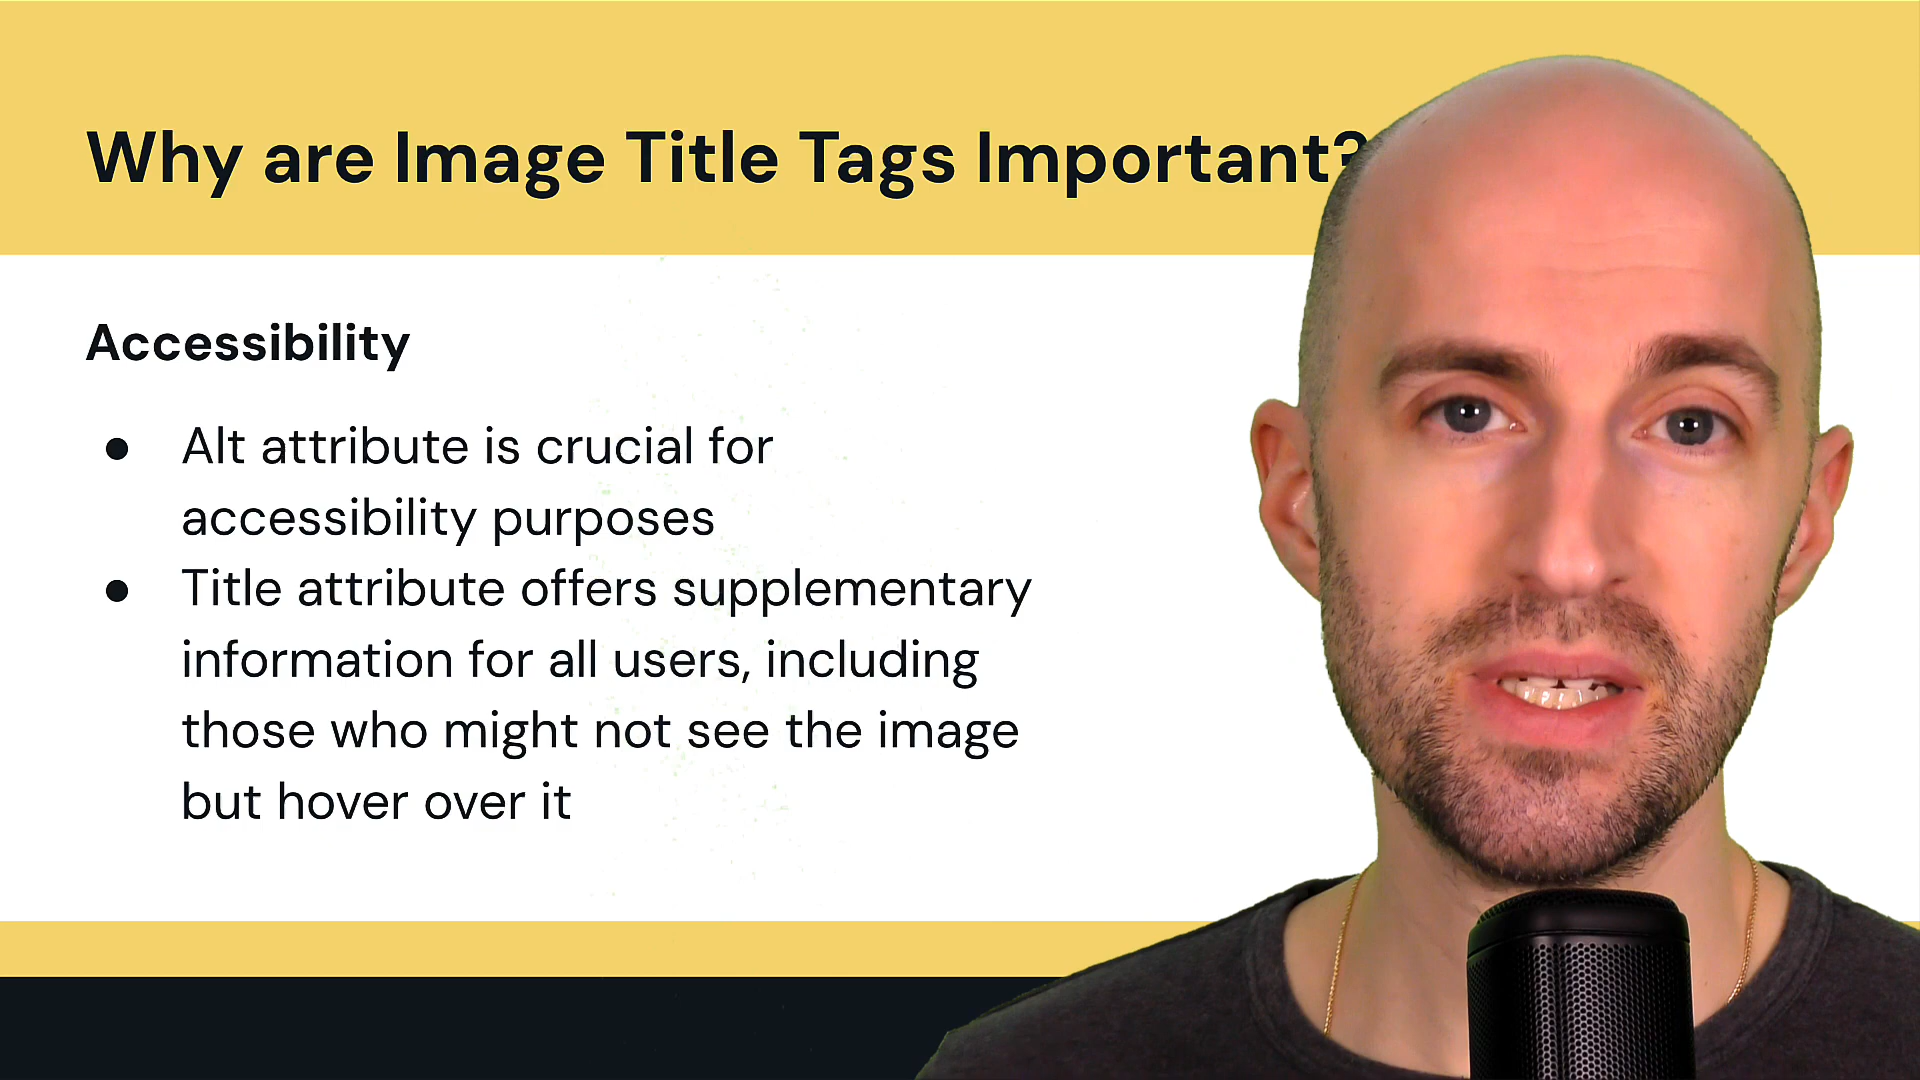 Why are Image Title Tags Important?
Accessibility
● Alt attribute is crucial for
accessibility purposes
● Title attribute offers supplementary
information for all users, including
those who might not see the image
but hover over it